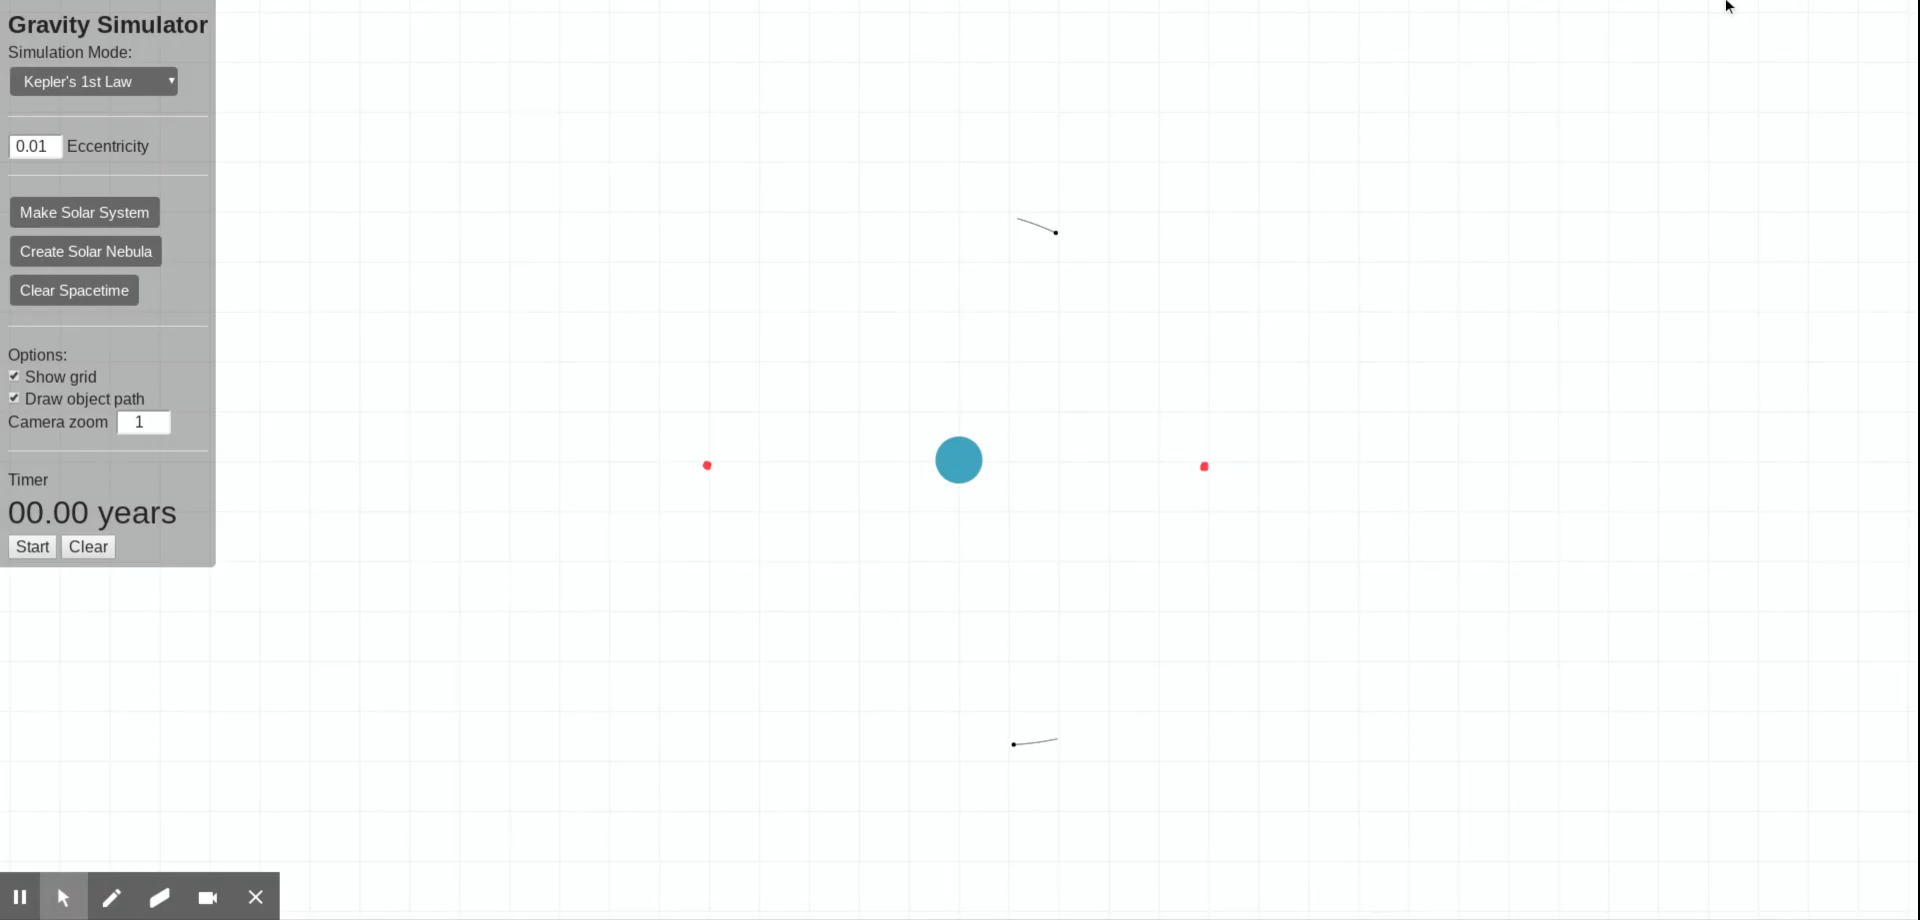 Gravity Simulator
Simulation Mode:
Kepler's 1st Law
0.01 Eccentricity
Make Solar System
Create Solar Nebula
Clear Spacetime
Options:
Show grid
Draw object path
Camera zoom 1
Timer
00.00 years
Start Clear